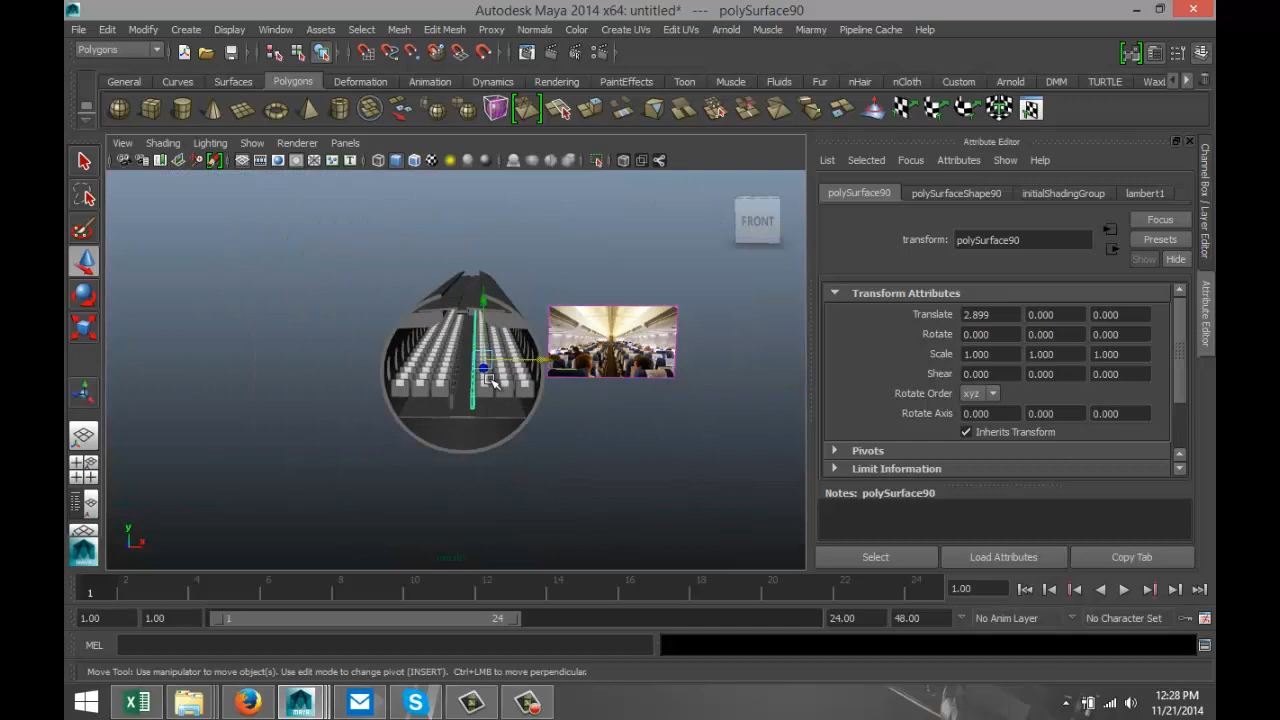 Autodesk Maya 2014 x64: untitled* --- polySurface90
File Edit Modify Create Display Window Assets Select Mesh Edit Mesh Proxy Normals Color Create UVs Edit UVs Arnold Muscle Miarmy Pipeline Cache Help
Polygons
General Curves Surfaces Polygons Deformation Animation Dynamics Rendering PaintEffects Toon Muscle Fluids Fur nHair nCloth Custom Arnold DMM TURTLE
View Shading Lighting Show Renderer Panels
Attribute Editor
List Selected Focus Attributes Show Help
polySurface90 polySurfaceShape90 initialShadingGroup lambert1
Focus
transform: polySurface90
Presets
Show Hide
Transform Attributes
Translate 2.899 0.000 0.000
Rotate 0.000 0.000 0.000
Scale 1.000 1.000 1.000
Shear 0.000 0.000 0.000
Rotate Order xyz
Rotate Axis 0.000 0.000 0.000
Inherits Transform
Pivots
Limit Information
Notes: polySurface90
Select Load Attributes Copy Tab
Channel Box / Layer Editor
Attribute Editor
FRONT
y
x
2 4 6 8 10 12 14 16 18 20 22 24
1
1.00
1.00 1.00 1 24 24.00 48.00 No Anim Layer No Character Set
MEL
Move Tool: Use manipulator to move object(s). Use edit mode to change pivot (INSERT). Ctrl+LMB to move perpendicular.
12:28 PM
11/21/2014